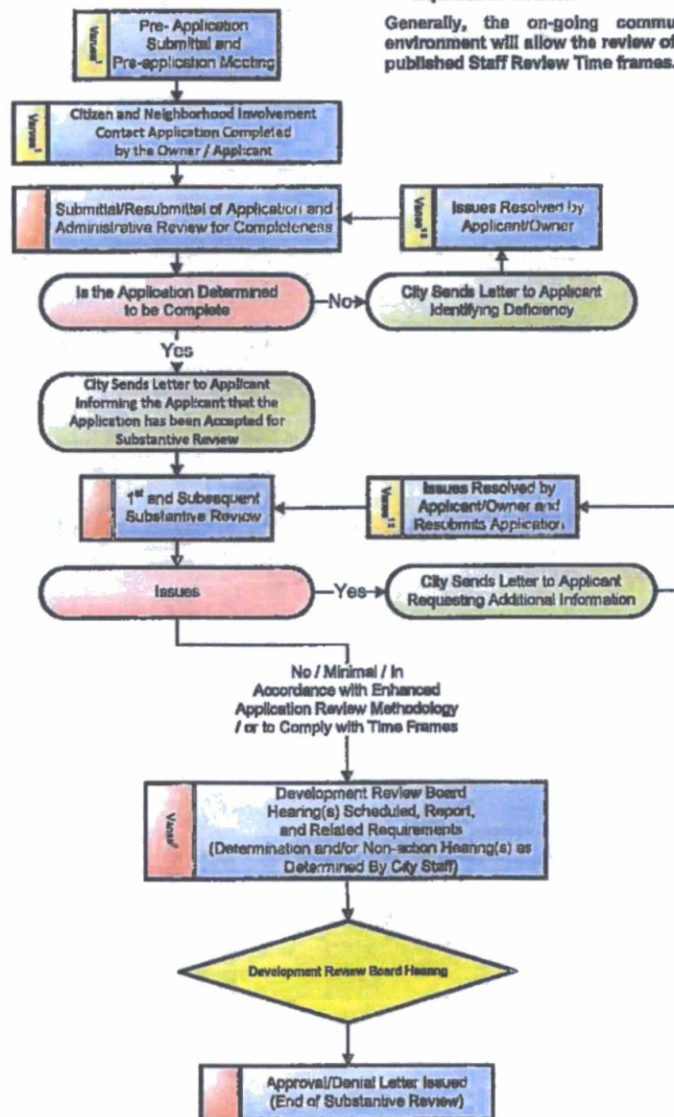 Generally, the on-going commu
environment will allow the review of
published Staff Review Time frames.
Varies¹
Pre- Application
Submittal and
Pre-application Meeting
Varies¹
Citizen and Neighborhood Involvement
Contact Application Completed
by the Owner / Applicant
Submittal/Resubmittal of Application and
Administrative Review for Completeness
Varies¹²
Issues Resolved by
Applicant/Owner
Is the Application Determined
to be Complete
No
City Sends Letter to Applicant
Identifying Deficiency
Yes
City Sends Letter to Applicant
Informing the Applicant that the
Application has been Accepted for
Substantive Review
1st and Subsequent
Substantive Review
Varies¹²
Issues Resolved by
Applicant/Owner and
Resubmits Application
Issues
Yes
City Sends Letter to Applicant
Requesting Additional Information
No / Minimal / In
Accordance with Enhanced
Application Review Methodology
/ or to Comply with Time Frames
Varies
Development Review Board
Hearing(s) Scheduled, Report,
and Related Requirements
(Determination and/or Non-action Hearing(s) as
Determined By City Staff)
Development Review Board Hearing
Approval/Denial Letter Issued
(End of Substantive Review)